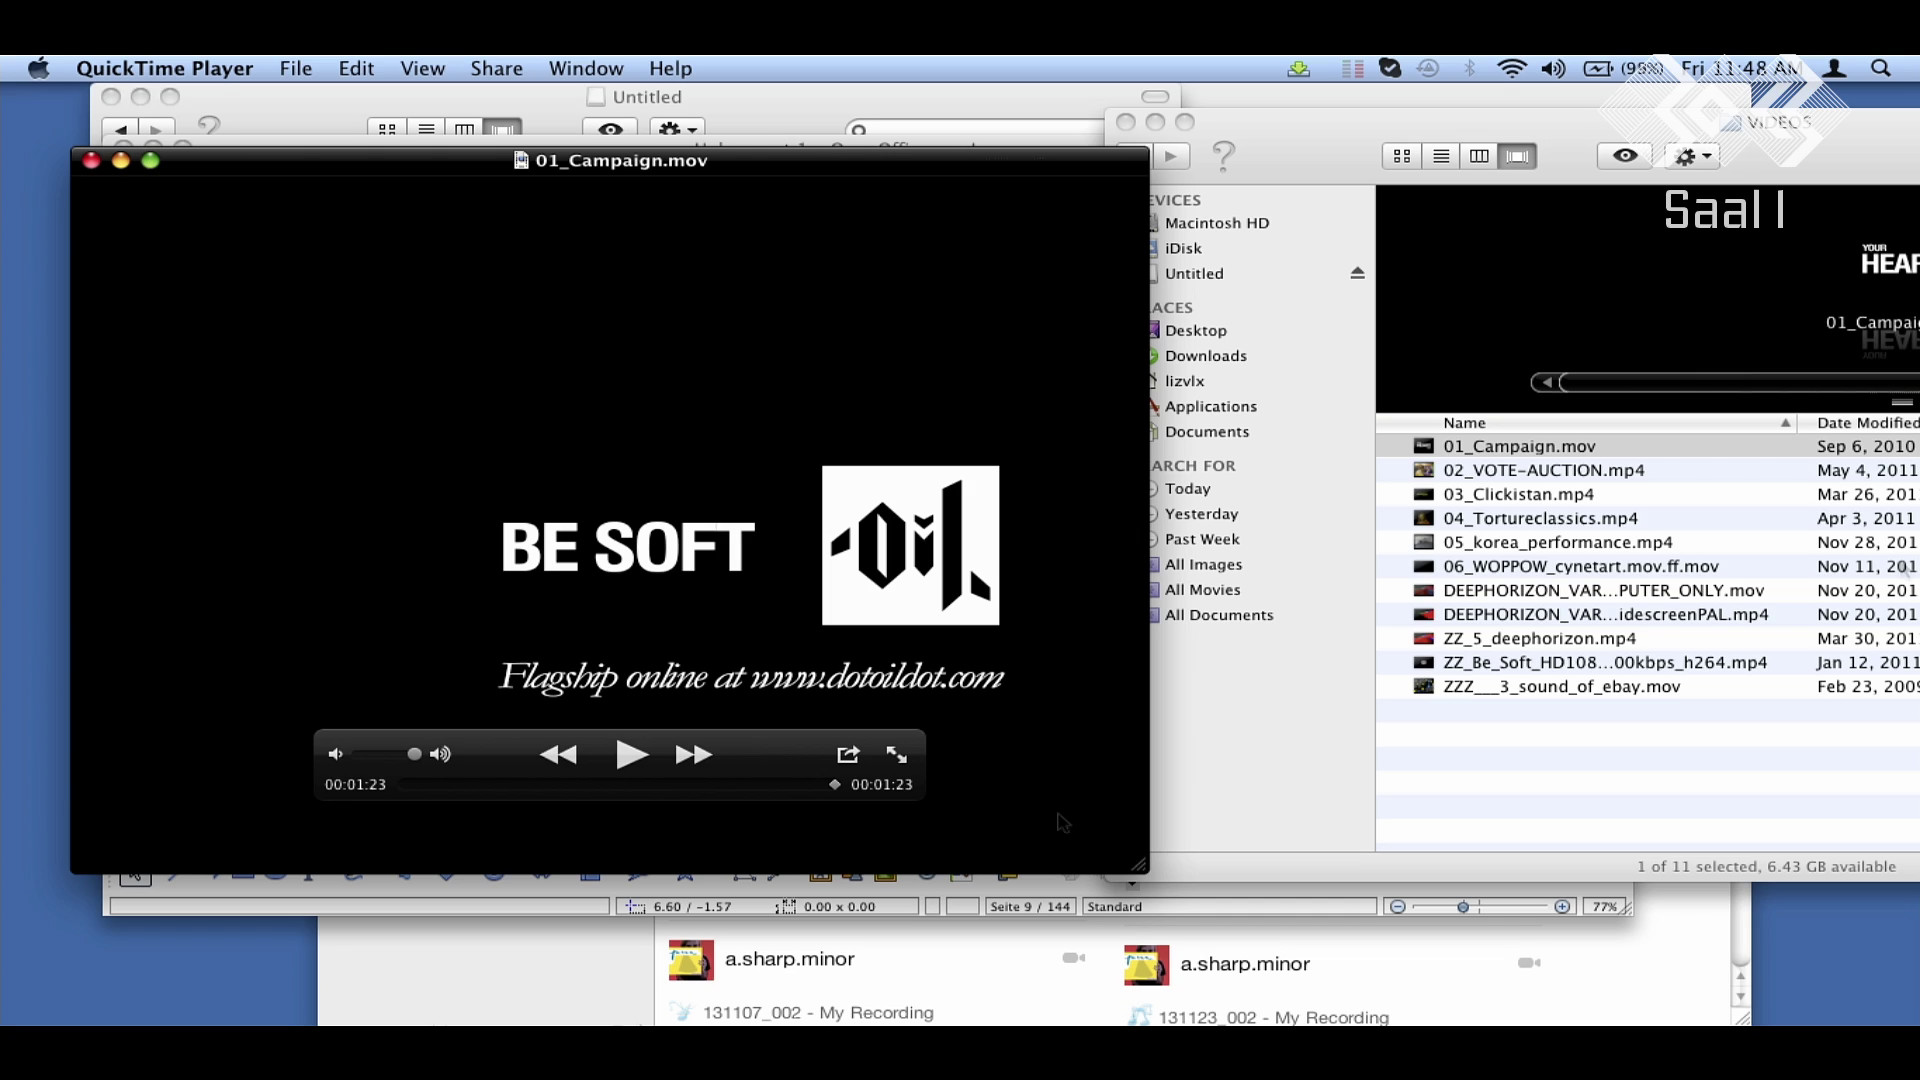 QuickTime Player File Edit View Share Window Help
(99%) Fri 11:48 AM
Untitled
VIDEOS
Saal 1
01_Campaign.mov
BE SOFT
Oil
Flagship online at www.dotoildot.com
00:01:23
00:01:23
EVICES
Macintosh HD
iDisk
Untitled
ACES
Desktop
Downloads
lizvlx
Applications
Documents
ARCH FOR
Today
Yesterday
Past Week
All Images
All Movies
All Documents
YOUR
HEAR
01_Campai
Name Date Modified
01_Campaign.mov Sep 6, 2010
02_VOTE-AUCTION.mp4 May 4, 2011
03_Clickistan.mp4 Mar 26, 201
04_Tortureclassics.mp4 Apr 3, 2011
05_korea_performance.mp4 Nov 28, 201
06_WOPPOW_cynetart.mov.ff.mov Nov 11, 201
DEEPHORIZON_VAR...PUTER_ONLY.mov Nov 20, 201
DEEPHORIZON_VAR...idescreenPAL.mp4 Nov 20, 201
ZZ_5_deephorizon.mp4 Mar 30, 201
ZZ_Be_Soft_HD108...00kbps_h264.mp4 Jan 12, 2011
ZZZ___3_sound_of_ebay.mov Feb 23, 2009
1 of 11 selected, 6.43 GB available
6.60 / -1.57 0.00 x 0.00 Seite 9 / 144 Standard 77%
a.sharp.minor
131107_002 - My Recording
a.sharp.minor
131123_002 - My Recording